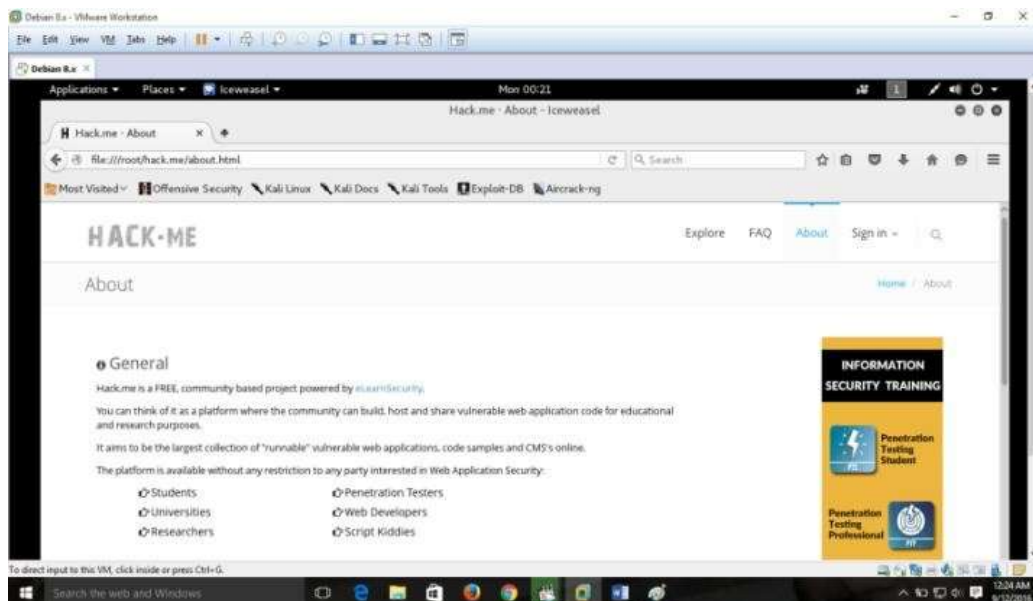 Debian 8.x - VMware Workstation
File Edit View VM Tabs Help
Debian 8.x
Applications Places Iceweasel Mon 00:21 1
Hack.me - About - Iceweasel
Hack.me - About
file:///root/hack.me/about.html Search
Most Visited Offensive Security Kali Linux Kali Docs Kali Tools Exploit-DB Aircrack-ng
HACK·ME Explore FAQ About Sign in
About Home / About
General
Hack.me is a FREE, community based project powered by eLearnSecurity.
You can think of it as a platform where the community can build, host and share vulnerable web application code for educational
and research purposes.
It aims to be the largest collection of "runnable" vulnerable web applications, code samples and CMS's online.
The platform is available without any restriction to any party interested in Web Application Security:
Students Penetration Testers
Universities Web Developers
Researchers Script Kiddies
INFORMATION
SECURITY TRAINING
Penetration
Testing
Student
Penetration
Testing
Professional
To direct input to this VM, click inside or press Ctrl+G.
Search the web and Windows
12:24 AM